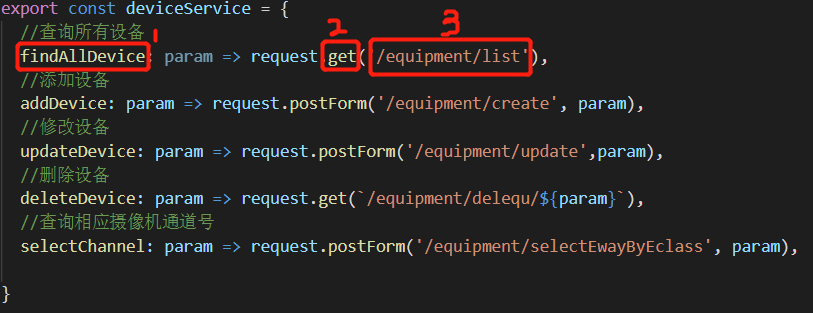 export const deviceService = {
//查询所有设备 1 2 3
findAllDevice: param => request.get('/equipment/list'),
//添加设备
addDevice: param => request.postForm('/equipment/create', param),
//修改设备
updateDevice: param => request.postForm('/equipment/update',param),
//删除设备
deleteDevice: param => request.get(`/equipment/delequ/${param}`),
//查询相应摄像机通道号
selectChannel: param => request.postForm('/equipment/selectEwayByEclass', param),
}